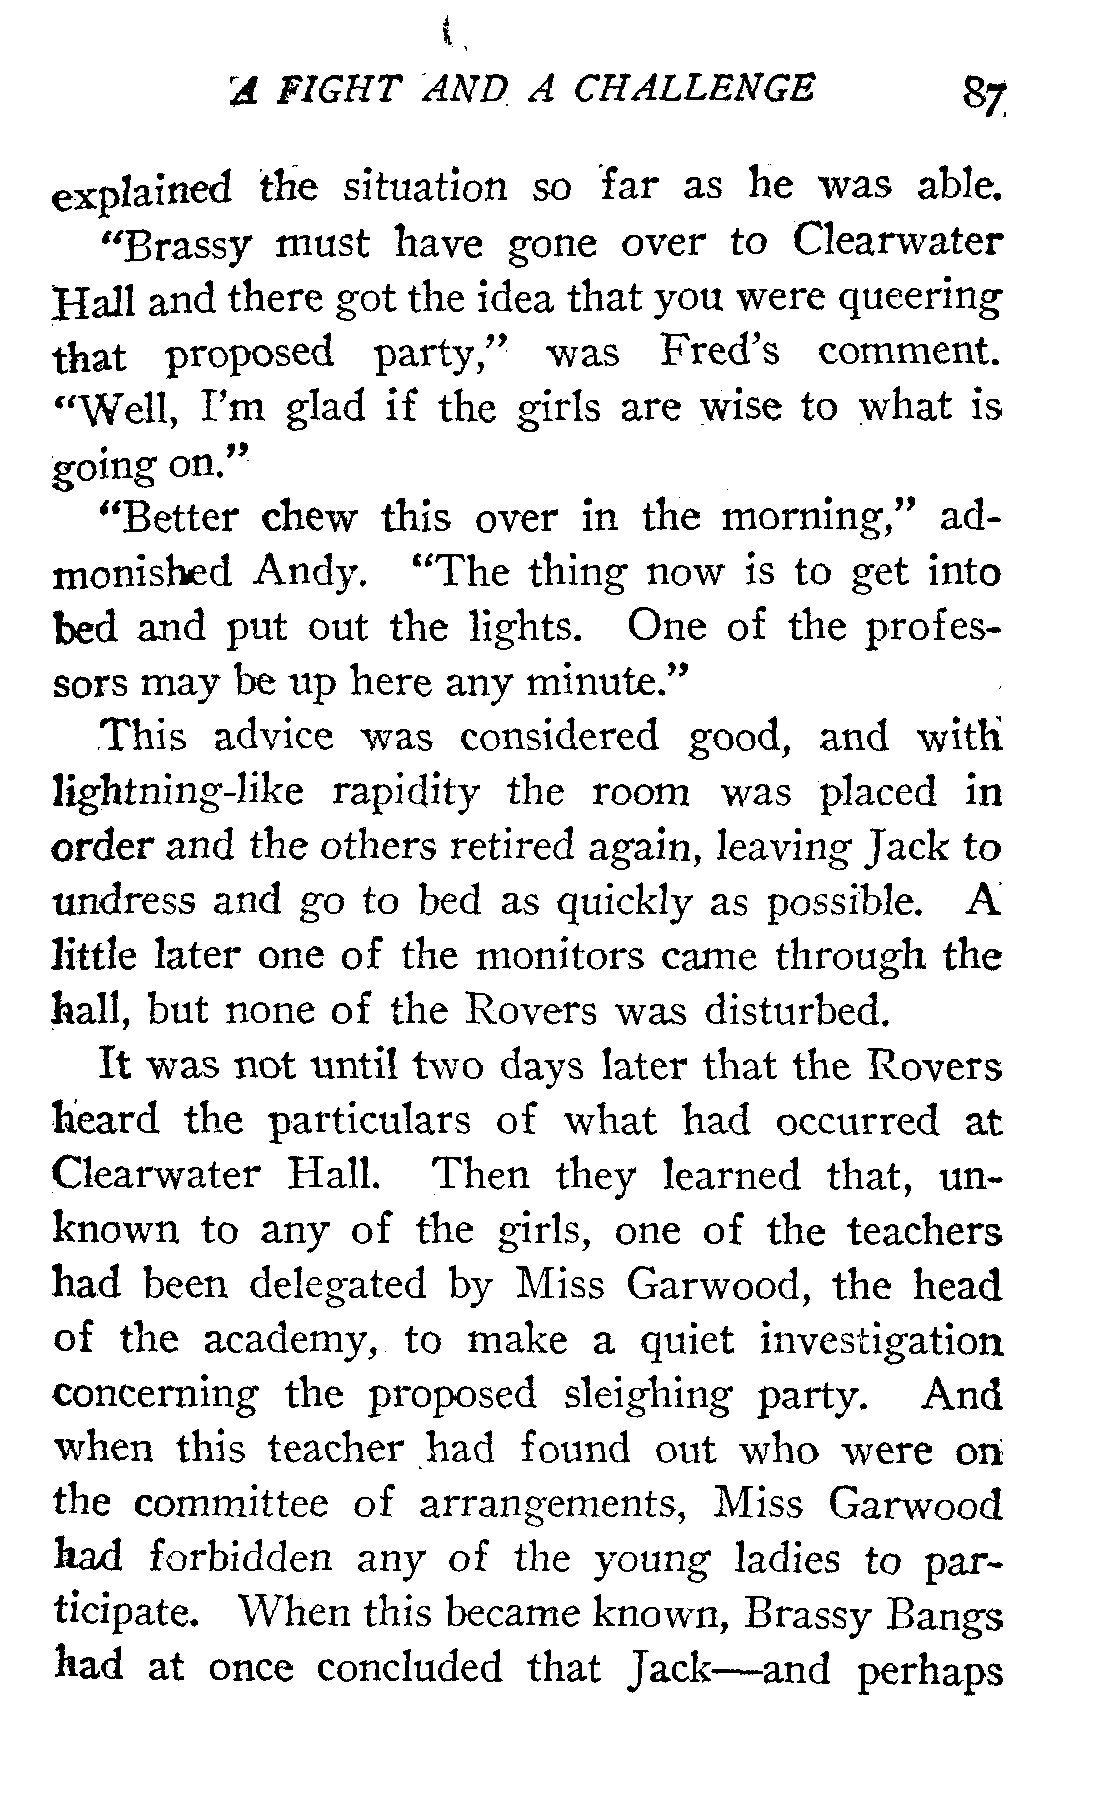 A FIGHT AND A CHALLENGE 87
explained the situation so far as he was able.
“Brassy must have gone over to Clearwater
Hall and there got the idea that you were queering
that proposed party,” was Fred’s comment.
“Well, I’m glad if the girls are wise to what is
going on.”
“Better chew this over in the morning,” ad-
monished Andy. “The thing now is to get into
bed and put out the lights. One of the profes-
sors may be up here any minute.”
This advice was considered good, and with
lightning-like rapidity the room was placed in
order and the others retired again, leaving Jack to
undress and go to bed as quickly as possible. A
little later one of the monitors came through the
hall, but none of the Rovers was disturbed.
It was not until two days later that the Rovers
heard the particulars of what had occurred at
Clearwater Hall. Then they learned that, un-
known to any of the girls, one of the teachers
had been delegated by Miss Garwood, the head
of the academy, to make a quiet investigation
concerning the proposed sleighing party. And
when this teacher had found out who were on
the committee of arrangements, Miss Garwood
had forbidden any of the young ladies to par-
ticipate. When this became known, Brassy Bangs
had at once concluded that Jack—and perhaps